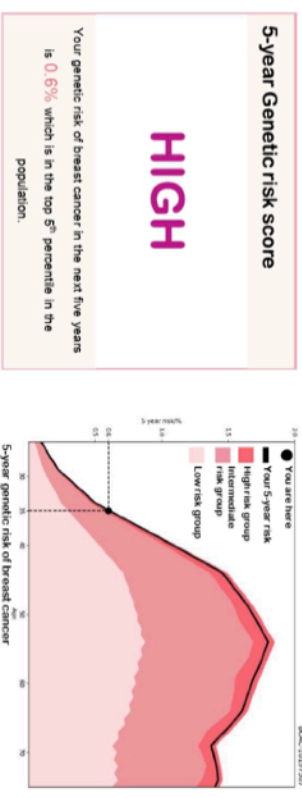 5-year Genetic risk score
HIGH
Your genetic risk of breast cancer in the next five years
is 0.6% which is in the top 5th percentile in the
population.
You are here
Your 5-year risk
High risk group
Intermediate
risk group
Low risk group
5 year risk/%
2.0
1.5
1.0
0.6
0.5
30
35
40
50
60
70
Age
5-year genetic risk of breast cancer